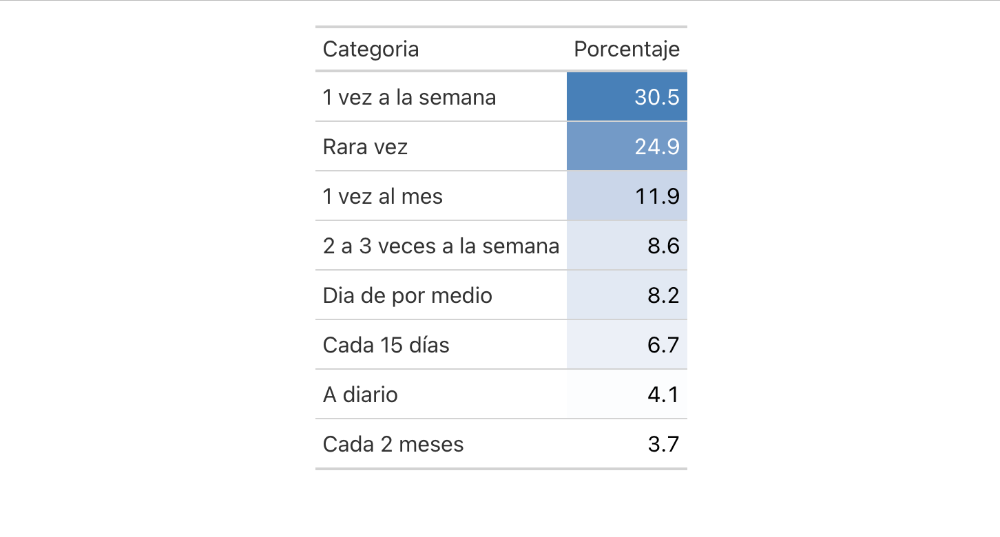 Categoria Porcentaje
1 vez a la semana 30.5
Rara vez 24.9
1 vez al mes 11.9
2 a 3 veces a la semana 8.6
Dia de por medio 8.2
Cada 15 días 6.7
A diario 4.1
Cada 2 meses 3.7